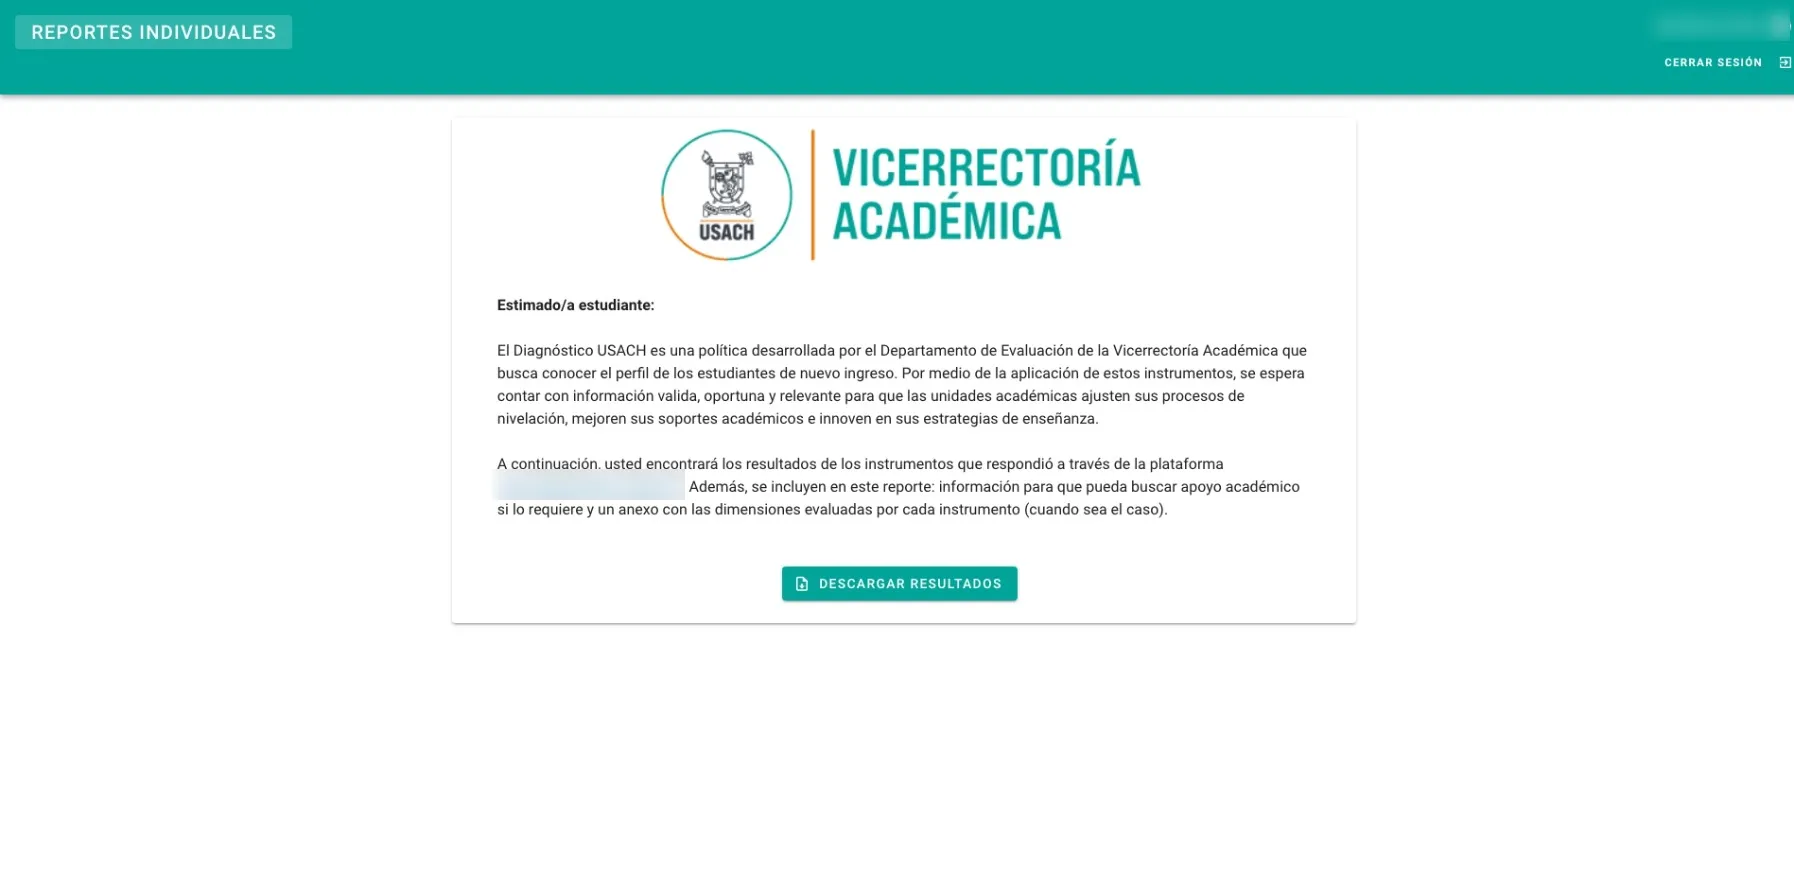 REPORTES INDIVIDUALES
CERRAR SESIÓN
USACH
VICERRECTORÍA
ACADÉMICA
Estimado/a estudiante:
El Diagnóstico USACH es una política desarrollada por el Departamento de Evaluación de la Vicerrectoría Académica que
busca conocer el perfil de los estudiantes de nuevo ingreso. Por medio de la aplicación de estos instrumentos, se espera
contar con información valida, oportuna y relevante para que las unidades académicas ajusten sus procesos de
nivelación, mejoren sus soportes académicos e innoven en sus estrategias de enseñanza.
A continuación, usted encontrará los resultados de los instrumentos que respondió a través de la plataforma
Además, se incluyen en este reporte: información para que pueda buscar apoyo académico
si lo requiere y un anexo con las dimensiones evaluadas por cada instrumento (cuando sea el caso).
DESCARGAR RESULTADOS